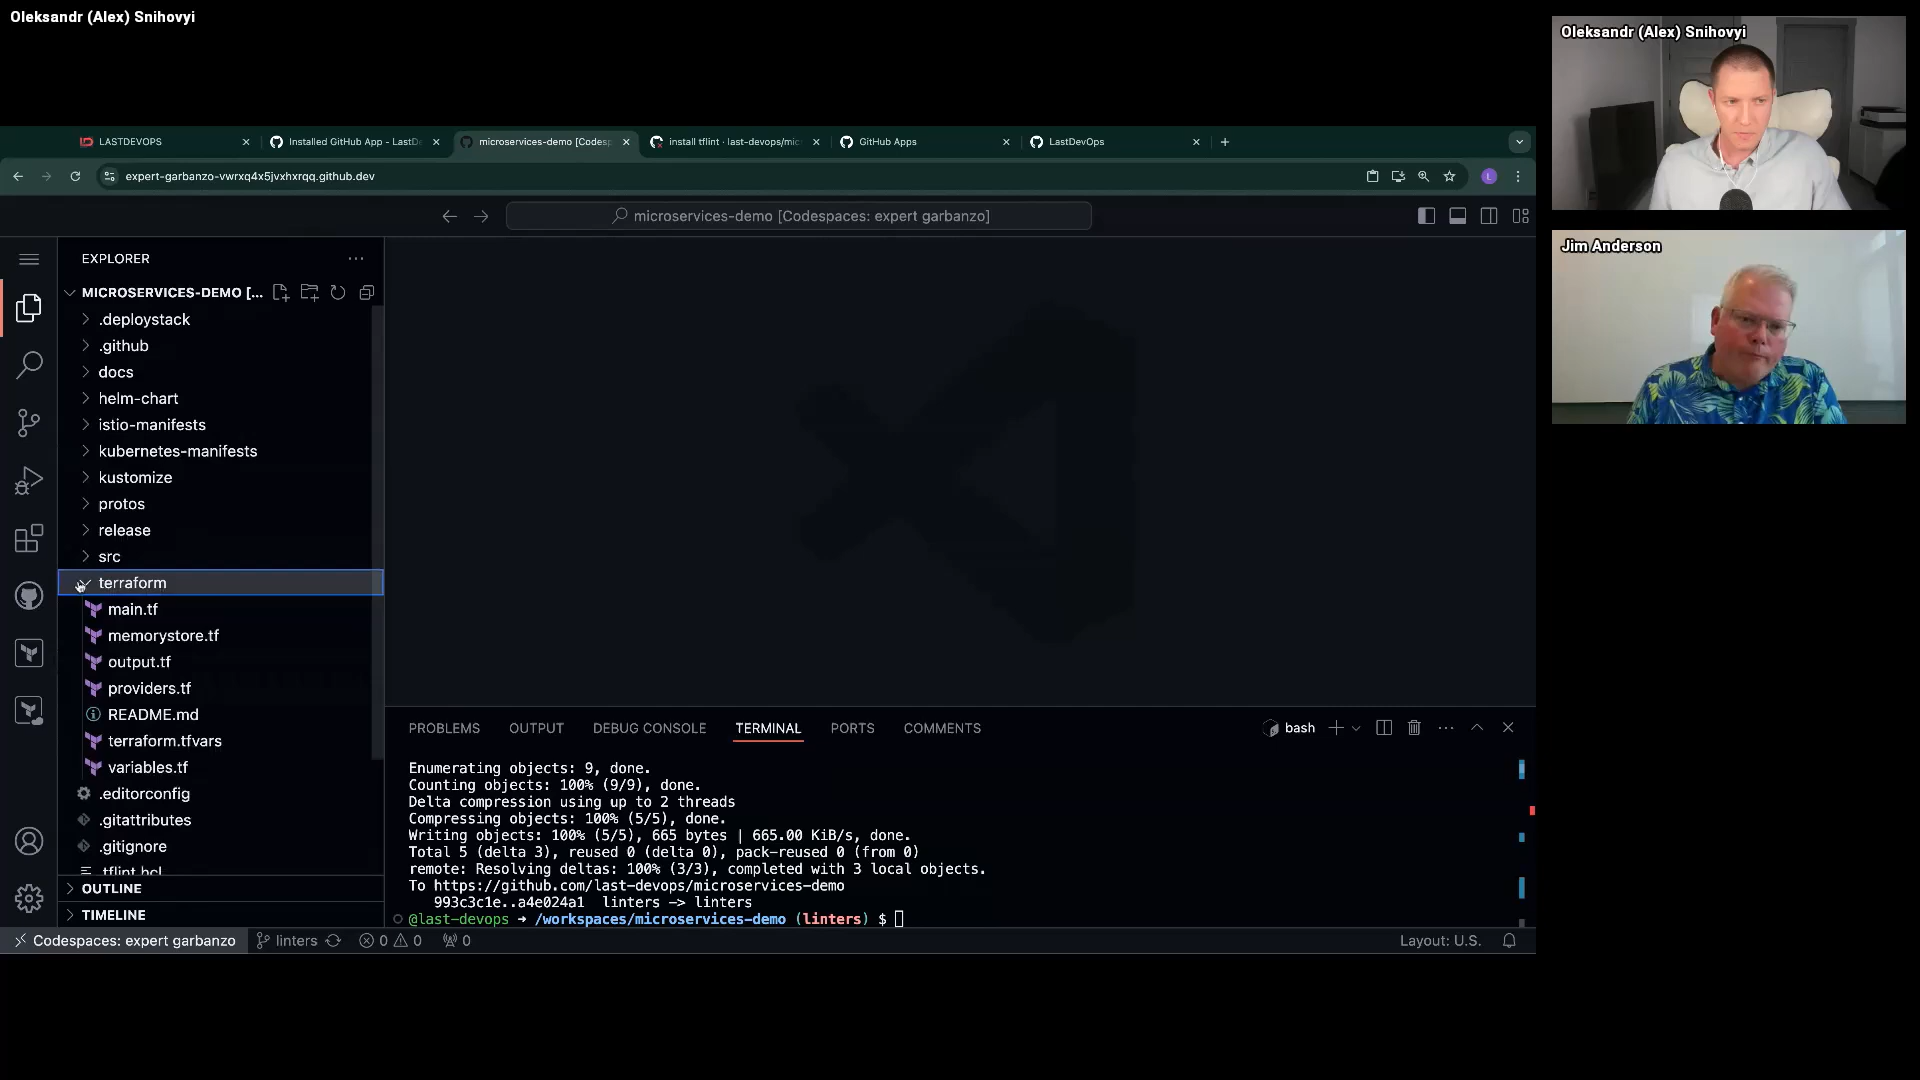 Oleksandr (Alex) Snihovyi
Oleksandr (Alex) Snihovyi
Jim Anderson
LASTDEVOPS
Installed GitHub App - LastDe
microservices-demo [Codesp
install tflint · last-devops/mic
GitHub Apps
LastDevOps
expert-garbanzo-vwrxq4x5jvxhxrqq.github.dev
L
microservices-demo [Codespaces: expert garbanzo]
EXPLORER
MICROSERVICES-DEMO [...
.deploystack
.github
docs
helm-chart
istio-manifests
kubernetes-manifests
kustomize
protos
release
src
terraform
main.tf
memorystore.tf
output.tf
providers.tf
README.md
terraform.tfvars
variables.tf
.editorconfig
.gitattributes
.gitignore
.tflint.hcl
OUTLINE
TIMELINE
PROBLEMS
OUTPUT
DEBUG CONSOLE
TERMINAL
PORTS
COMMENTS
bash
Enumerating objects: 9, done.
Counting objects: 100% (9/9), done.
Delta compression using up to 2 threads
Compressing objects: 100% (5/5), done.
Writing objects: 100% (5/5), 665 bytes | 665.00 KiB/s, done.
Total 5 (delta 3), reused 0 (delta 0), pack-reused 0 (from 0)
remote: Resolving deltas: 100% (3/3), completed with 3 local objects.
To https://github.com/last-devops/microservices-demo
993c3c1e..a4e024a1 linters -> linters
@last-devops ➜ /workspaces/microservices-demo (linters) $
Codespaces: expert garbanzo
linters
0
0
0
Layout: U.S.